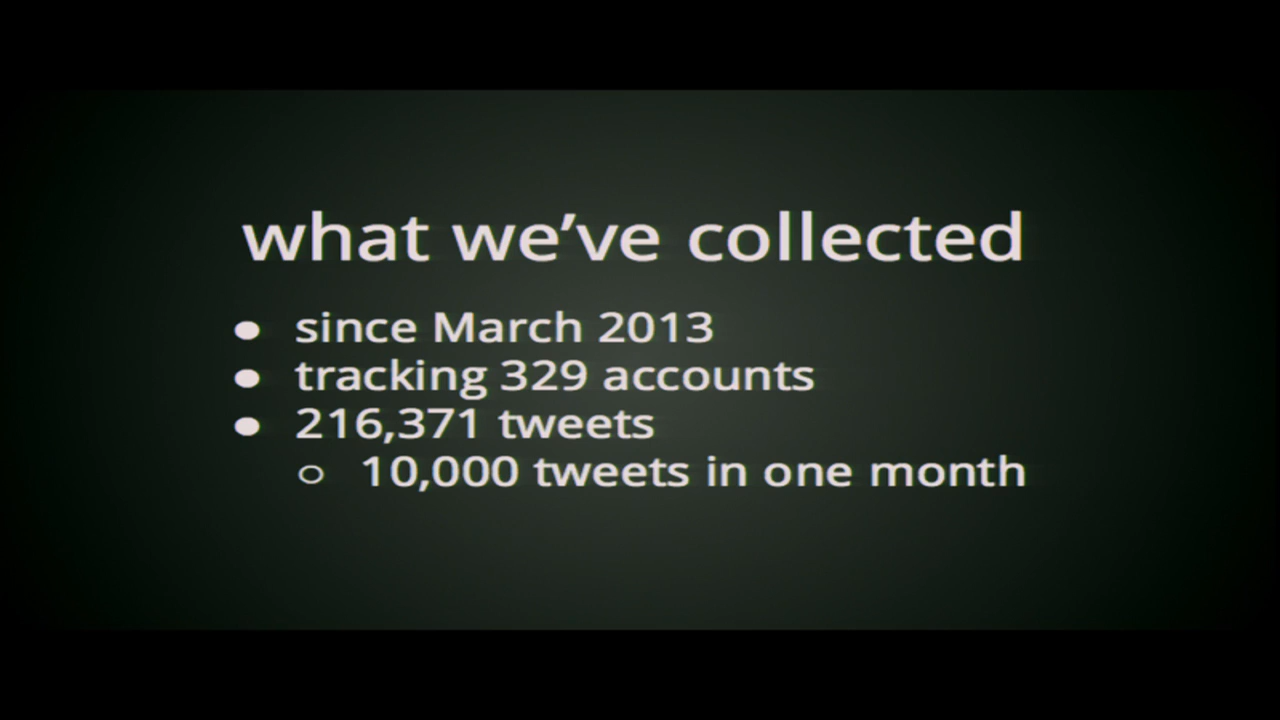 what we’ve collected
● since March 2013
● tracking 329 accounts
● 216,371 tweets
○ 10,000 tweets in one month